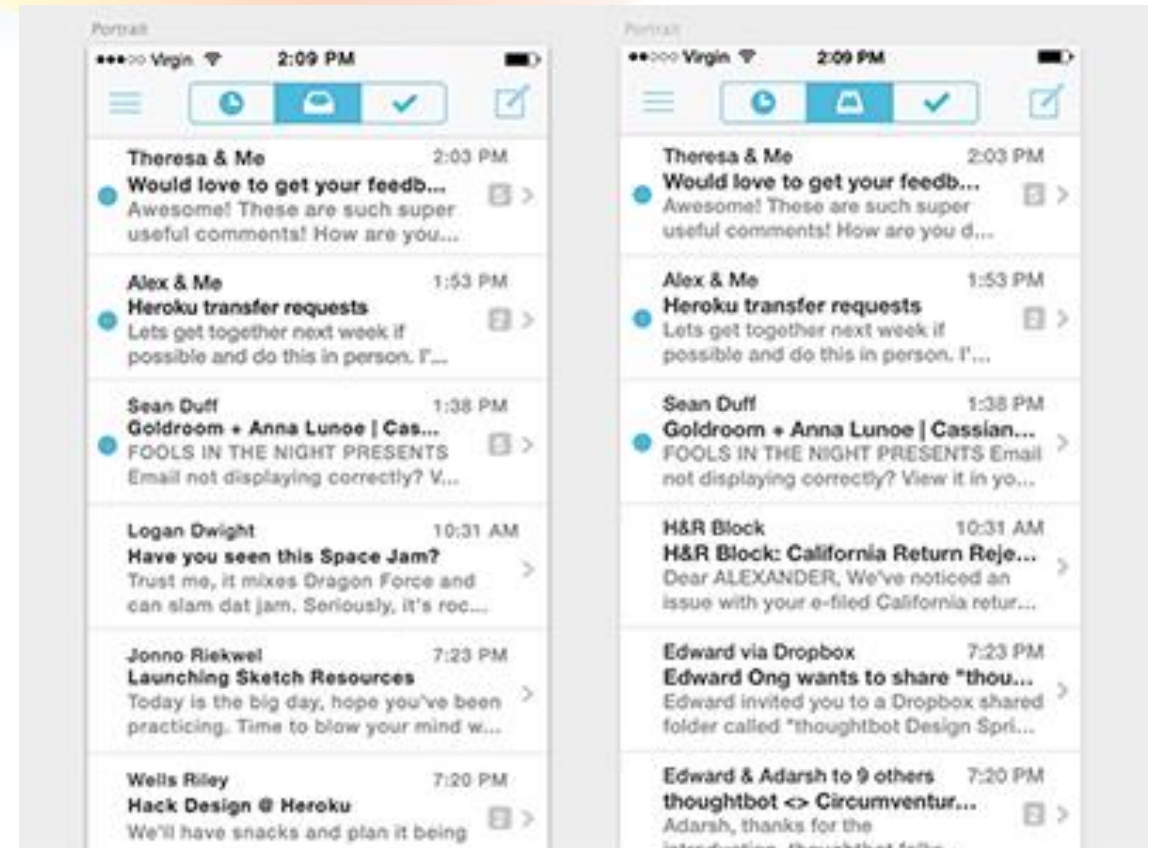 Portrait
Virgin 2:09 PM
Theresa & Me 2:03 PM
Would love to get your feedb...
Awesome! These are such super
useful comments! How are you...
Alex & Me 1:53 PM
Heroku transfer requests
Lets get together next week if
possible and do this in person. I'...
Sean Duff 1:38 PM
Goldroom + Anna Lunoe | Cas...
FOOLS IN THE NIGHT PRESENTS
Email not displaying correctly? V...
Logan Dwight 10:31 AM
Have you seen this Space Jam?
Trust me, it mixes Dragon Force and
can slam dat jam. Seriously, it's roc...
Jonno Riekwel 7:23 PM
Launching Sketch Resources
Today is the big day, hope you've been
practicing. Time to blow your mind w...
Wells Riley 7:20 PM
Hack Design @ Heroku
We'll have snacks and plan it being
Portrait
Virgin 2:09 PM
Theresa & Me 2:03 PM
Would love to get your feedb...
Awesome! These are such super
useful comments! How are you d...
Alex & Me 1:53 PM
Heroku transfer requests
Lets get together next week if
possible and do this in person. I'...
Sean Duff 1:38 PM
Goldroom + Anna Lunoe | Cassian...
FOOLS IN THE NIGHT PRESENTS Email
not displaying correctly? View it in yo...
H&R Block 10:31 AM
H&R Block: California Return Reje...
Dear ALEXANDER, We've noticed an
issue with your e-filed California retur...
Edward via Dropbox 7:23 PM
Edward Ong wants to share "thou...
Edward invited you to a Dropbox shared
folder called "thoughtbot Design Spri...
Edward & Adarsh to 9 others 7:20 PM
thoughtbot <> Circumventur...
Adarsh, thanks for the